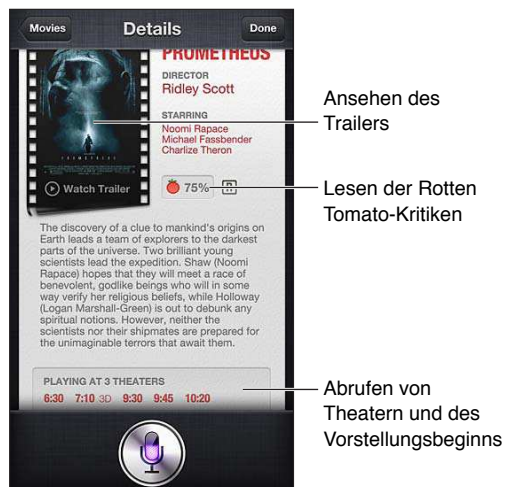 Movies
Details
Done
PROMETHEUS
DIRECTOR
Ridley Scott
STARRING
Noomi Rapace
Michael Fassbender
Charlize Theron
PROMETHEUS
Watch Trailer
75%
R
The discovery of a clue to mankind's origins on
Earth leads a team of explorers to the darkest
parts of the universe. Two brilliant young
scientists lead the expedition. Shaw (Noomi
Rapace) hopes that they will meet a race of
benevolent, godlike beings who will in some
way verify her religious beliefs, while Holloway
(Logan Marshall-Green) is out to debunk any
spiritual notions. However, neither the
scientists nor their shipmates are prepared for
the unimaginable terrors that await them.
PLAYING AT 3 THEATERS
6:30 7:10 3D 9:30 9:45 10:20
Ansehen des
Trailers
Lesen der Rotten
Tomato-Kritiken
Abrufen von
Theatern und des
Vorstellungsbeginns